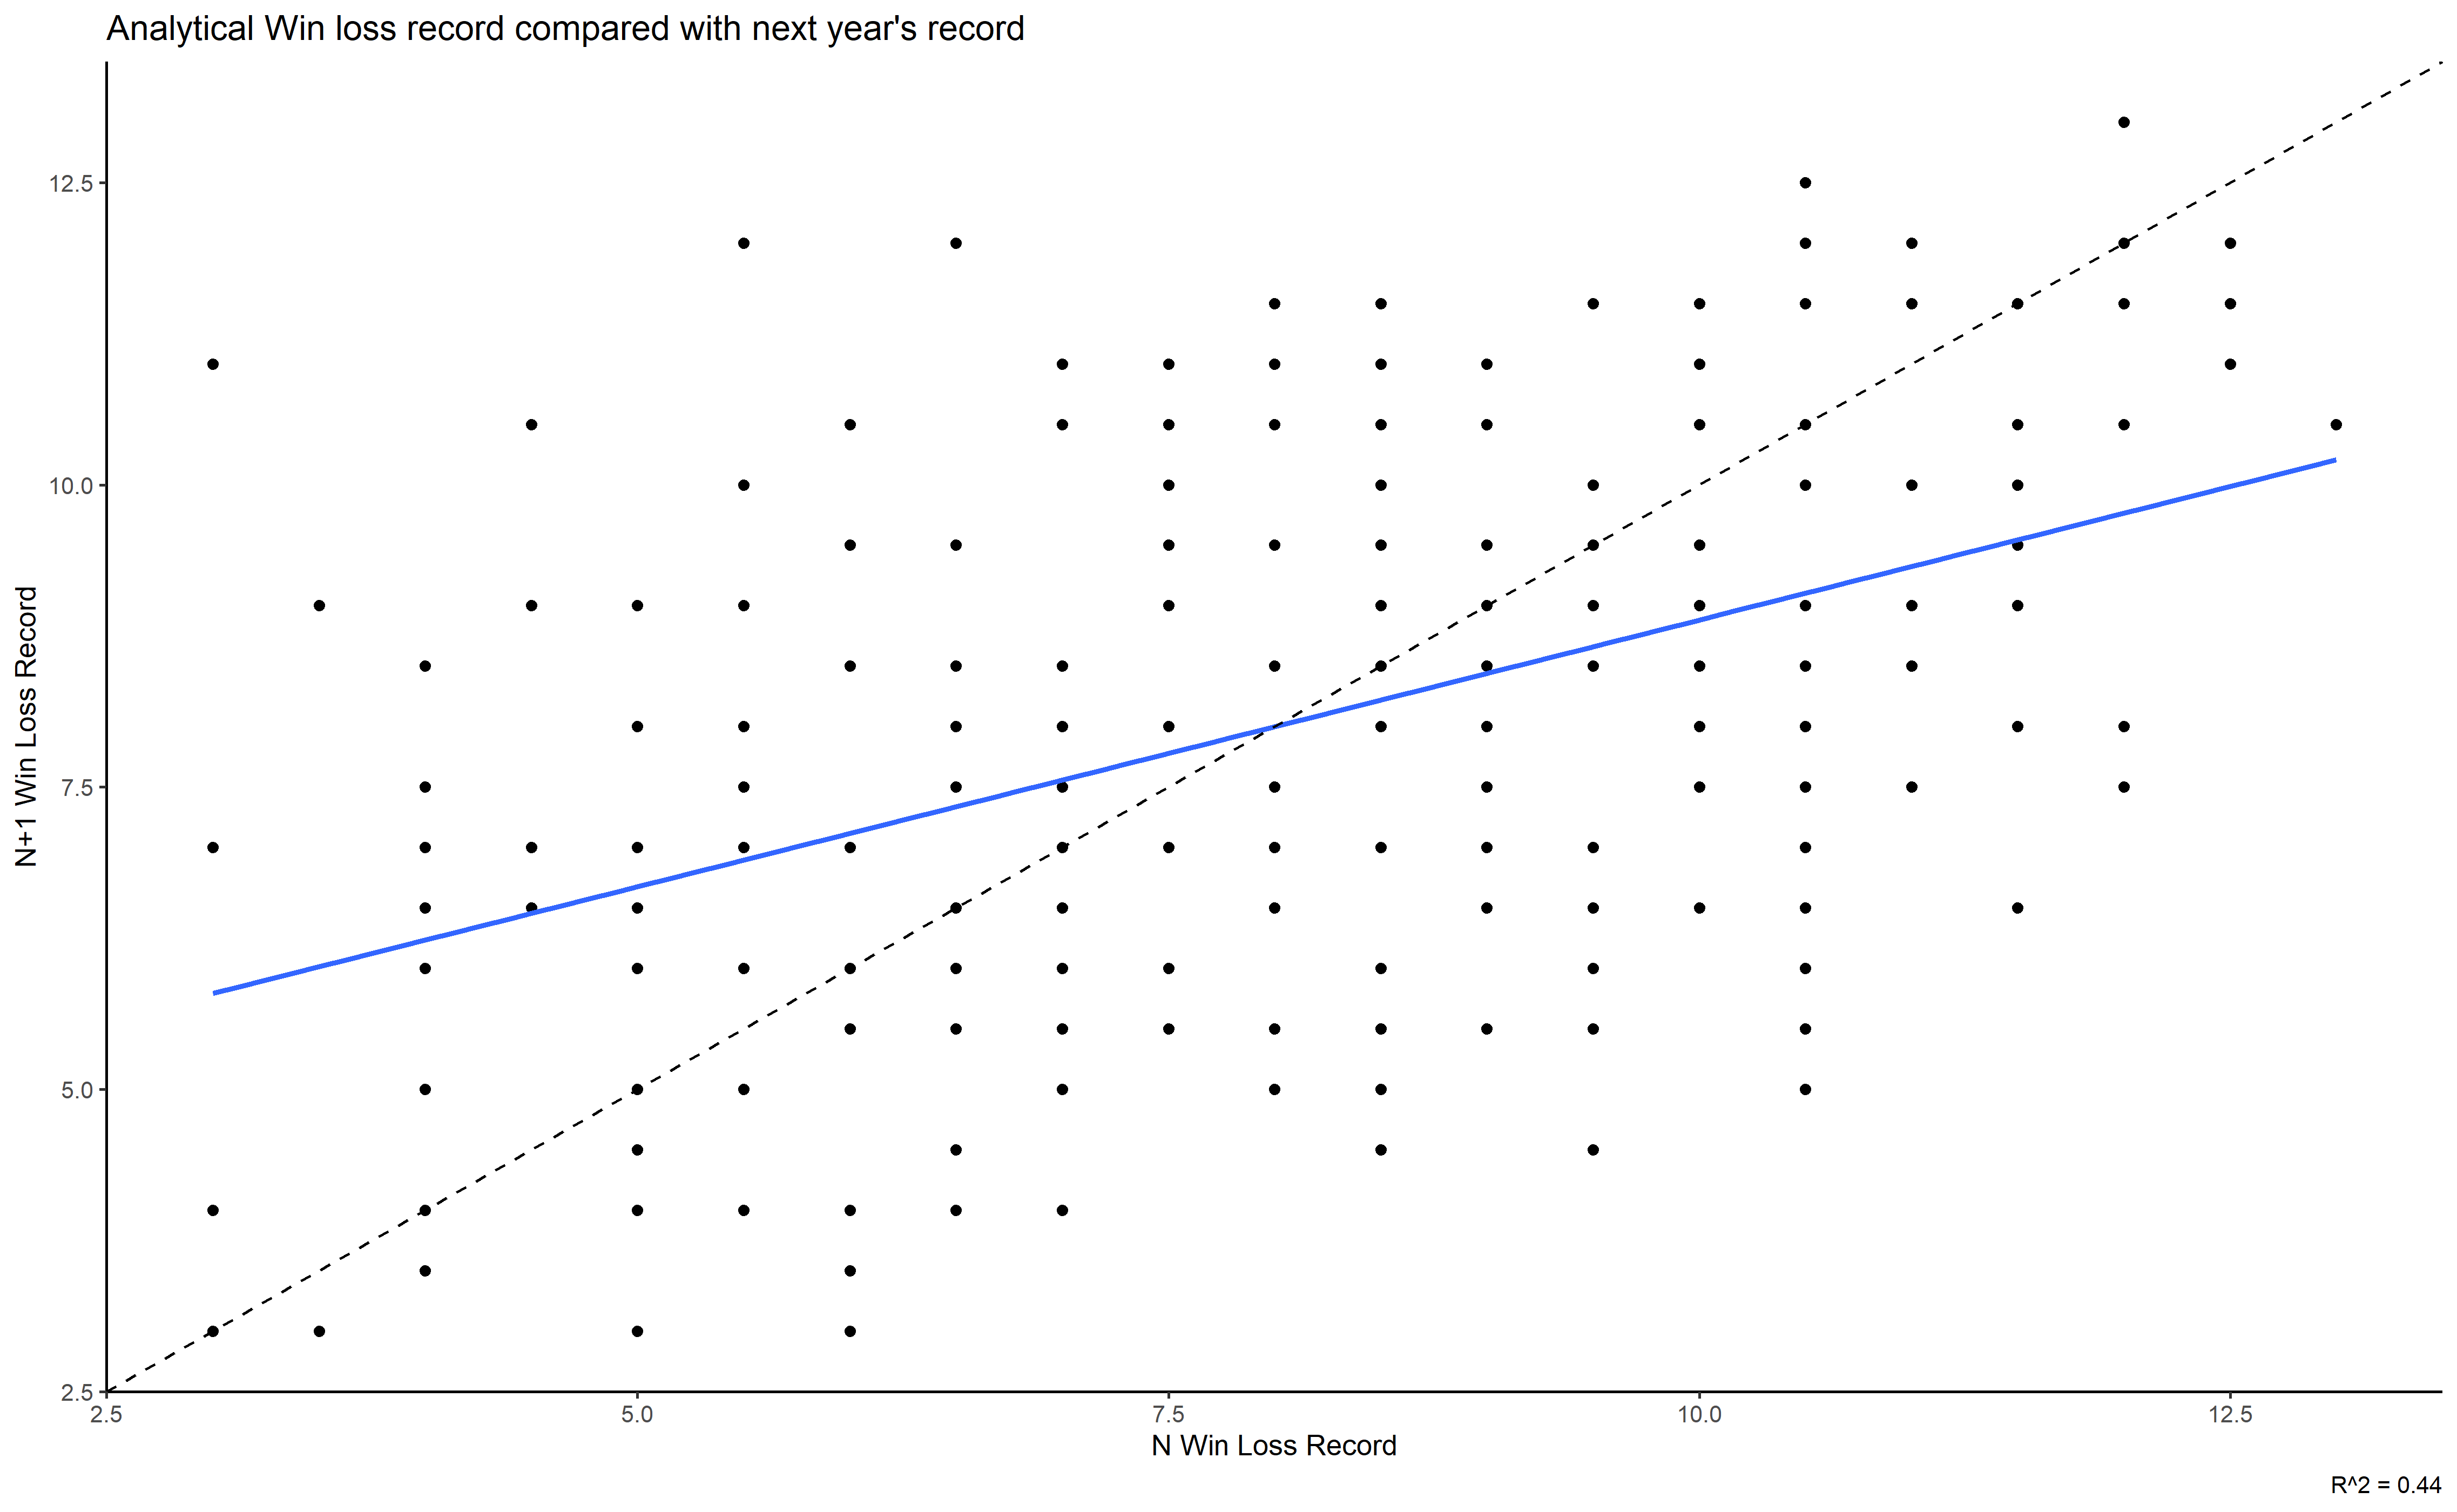 Analytical Win loss record compared with next year's record
N+1 Win Loss Record
12.5
10.0
7.5
5.0
2.5
2.5 5.0 7.5 10.0 12.5
N Win Loss Record
R^2 = 0.44